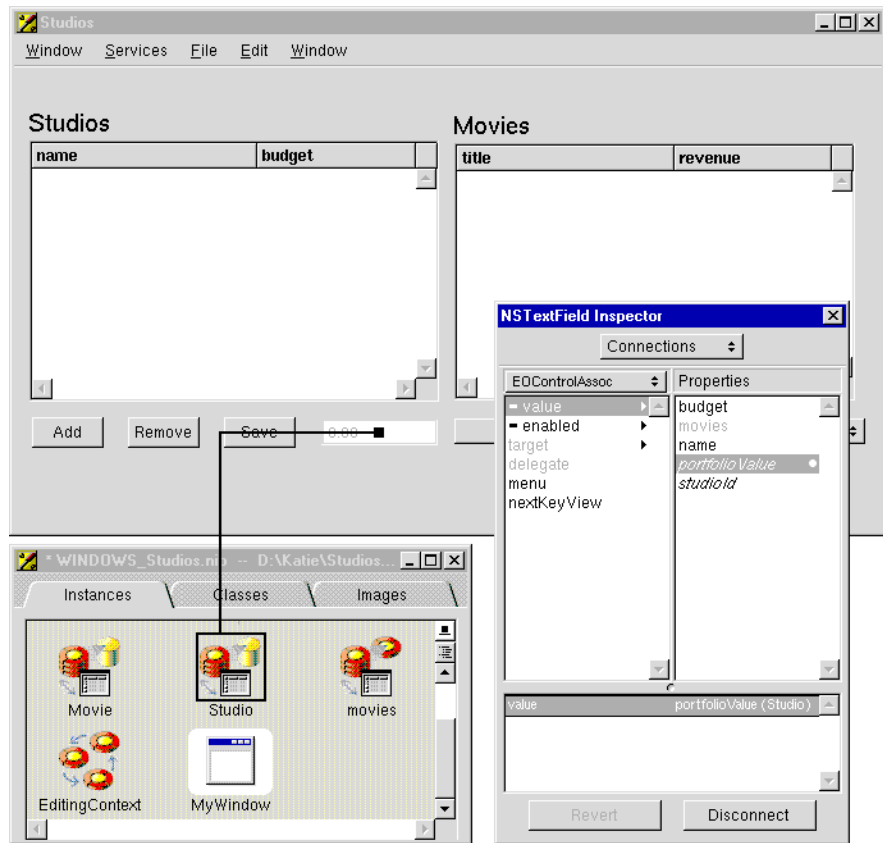 Studios
Window Services File Edit Window
Studios
Movies
name budget
title revenue
Add Remove Save 0.00
NSTextField Inspector
Connections
EOControlAssoc Properties
value
enabled
target
delegate
menu
nextKeyView
budget
movies
name
portfolioValue
studioId
value portfolioValue (Studio)
Revert Disconnect
* WINDOWS_Studios.nib -- D:\Katie\Studios...
Instances Classes Images
Movie Studio movies
EditingContext MyWindow